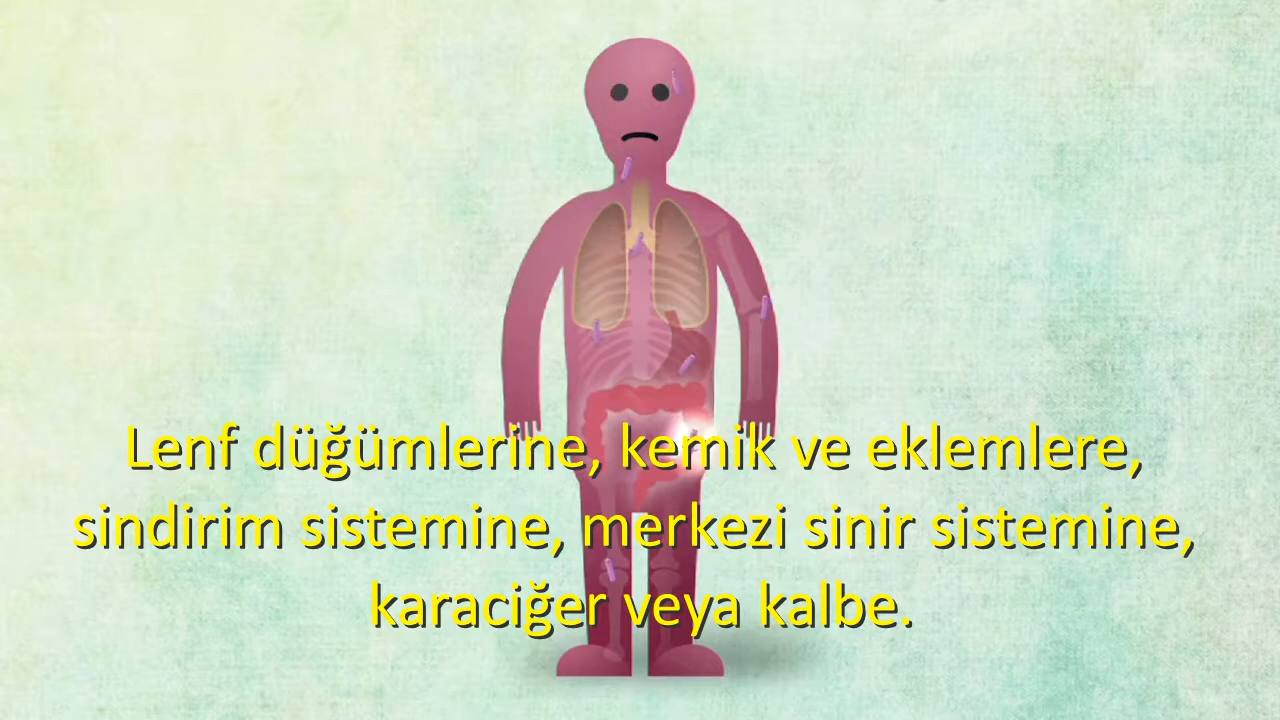 Lenf düğümlerine, kemik ve eklemlere,
sindirim sistemine, merkezi sinir sistemine,
karaciğer veya kalbe.